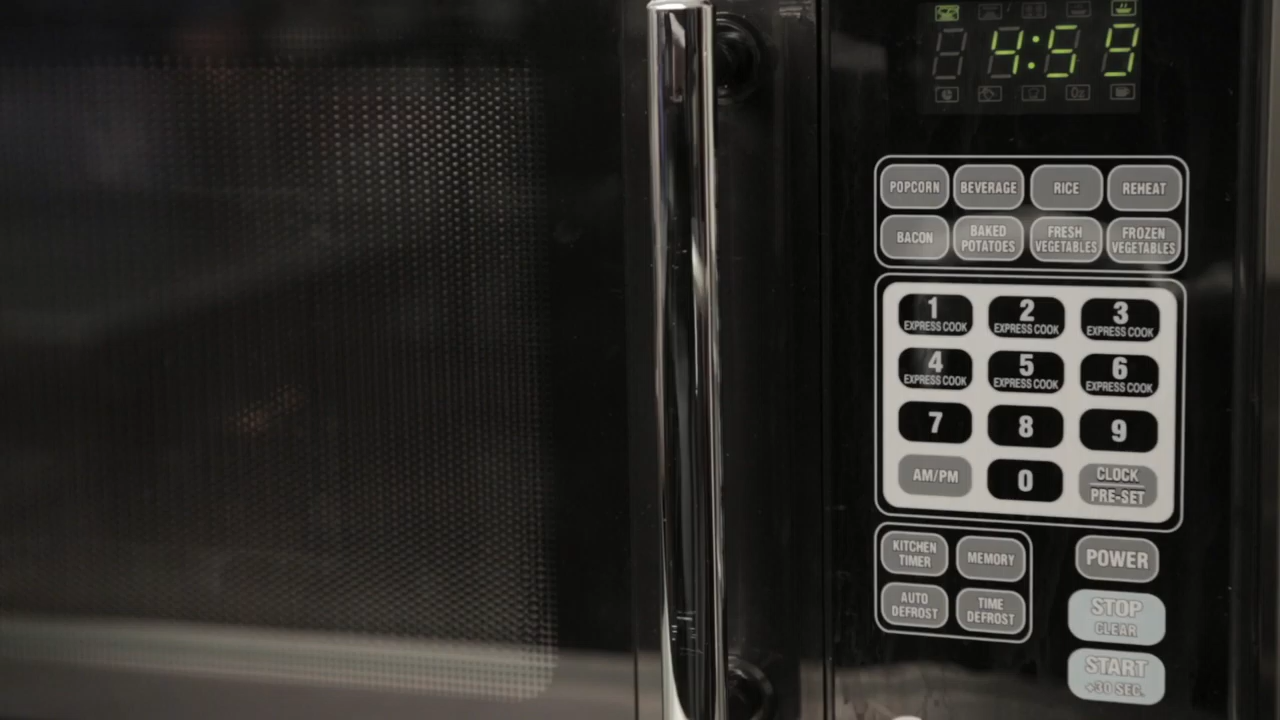 4:59
POPCORN
BEVERAGE
RICE
REHEAT
BACON
BAKED
POTATOES
FRESH
VEGETABLES
FROZEN
VEGETABLES
1
EXPRESS COOK
2
EXPRESS COOK
3
EXPRESS COOK
4
EXPRESS COOK
5
EXPRESS COOK
6
EXPRESS COOK
7
8
9
AM/PM
0
CLOCK
PRE-SET
KITCHEN
TIMER
MEMORY
AUTO
DEFROST
TIME
DEFROST
POWER
STOP
CLEAR
START
+30 SEC.